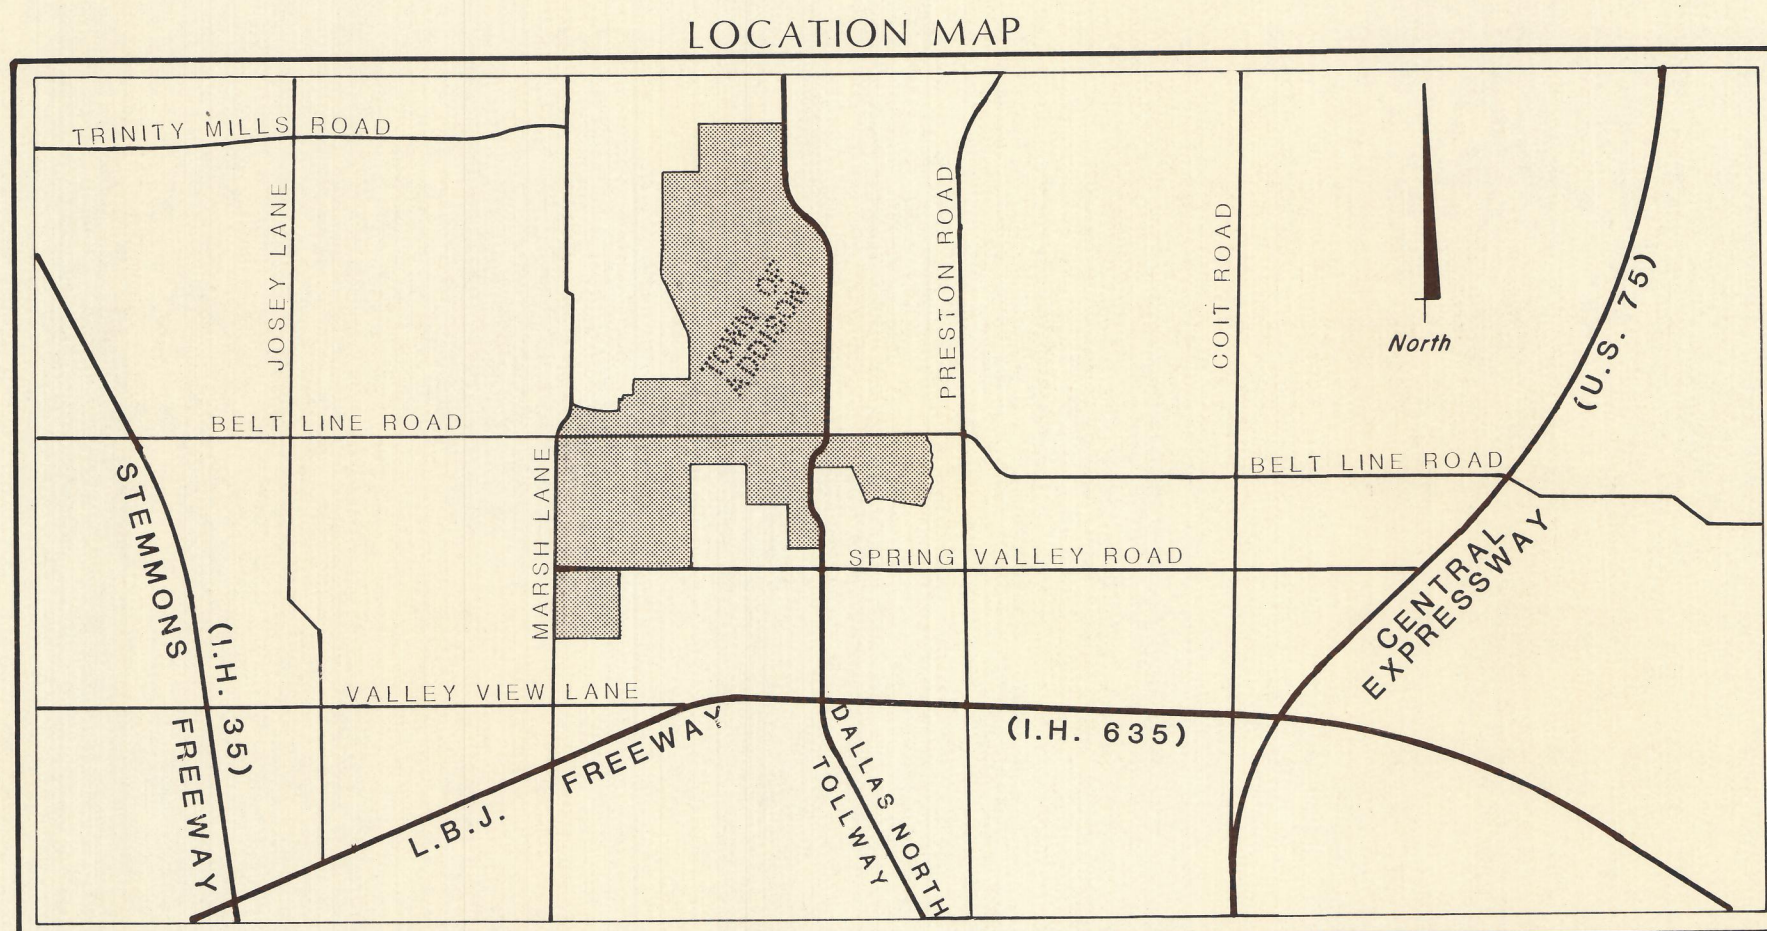 LOCATION MAP
TRINITY MILLS ROAD
JOSEY LANE
TOWN OF
ADDISON
PRESTON ROAD
COIT ROAD
North
(U.S. 75)
BELT LINE ROAD
BELT LINE ROAD
STEMMONS
FREEWAY
(I.H. 35)
MARSH LANE
SPRING VALLEY ROAD
CENTRAL
EXPRESSWAY
VALLEY VIEW LANE
L.B.J. FREEWAY
(I.H. 635)
DALLAS NORTH
TOLLWAY